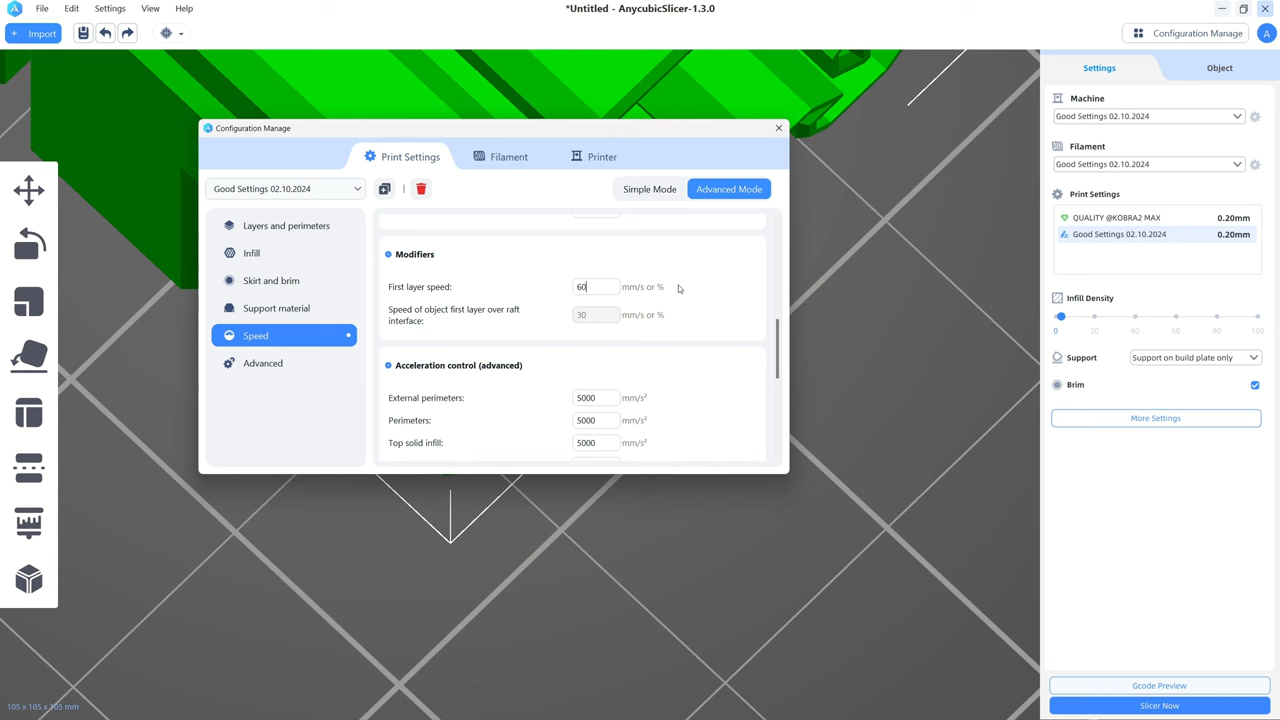 File Edit Settings View Help
*Untitled - AnycubicSlicer-1.3.0
+ Import
Configuration Manage
A
Settings
Object
Machine
Good Settings 02.10.2024
Filament
Good Settings 02.10.2024
Print Settings
QUALITY @KOBRA2 MAX 0.20mm
Good Settings 02.10.2024 0.20mm
Infill Density
0 20 40 60 80 100
Support
Support on build plate only
Brim
More Settings
Gcode Preview
Slicer Now
Configuration Manage
Print Settings
Filament
Printer
Good Settings 02.10.2024
Simple Mode
Advanced Mode
Layers and perimeters
Infill
Skirt and brim
Support material
Speed
Advanced
Modifiers
First layer speed: 60 mm/s or %
Speed of object first layer over raft
interface: 30 mm/s or %
Acceleration control (advanced)
External perimeters: 5000 mm/s²
Perimeters: 5000 mm/s²
Top solid infill: 5000 mm/s²
105 x 105 x 105 mm